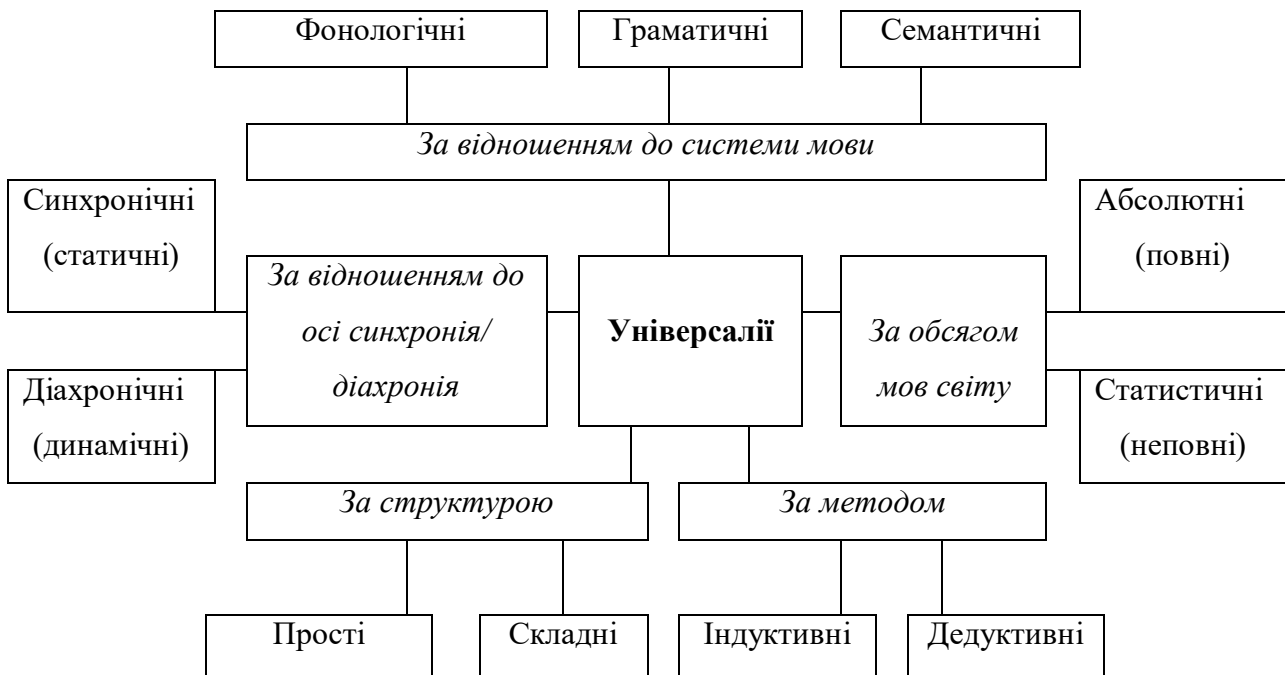 Фонологічні
Граматичні
Семантичні
За відношенням до системи мови
Синхронічні
(статичні)
Абсолютні
(повні)
За відношенням до
осі синхронія/
діахронія
Універсалії
За обсягом
мов світу
Діахронічні
(динамічні)
Статистичні
(неповні)
За структурою
За методом
Прості
Складні
Індуктивні
Дедуктивні